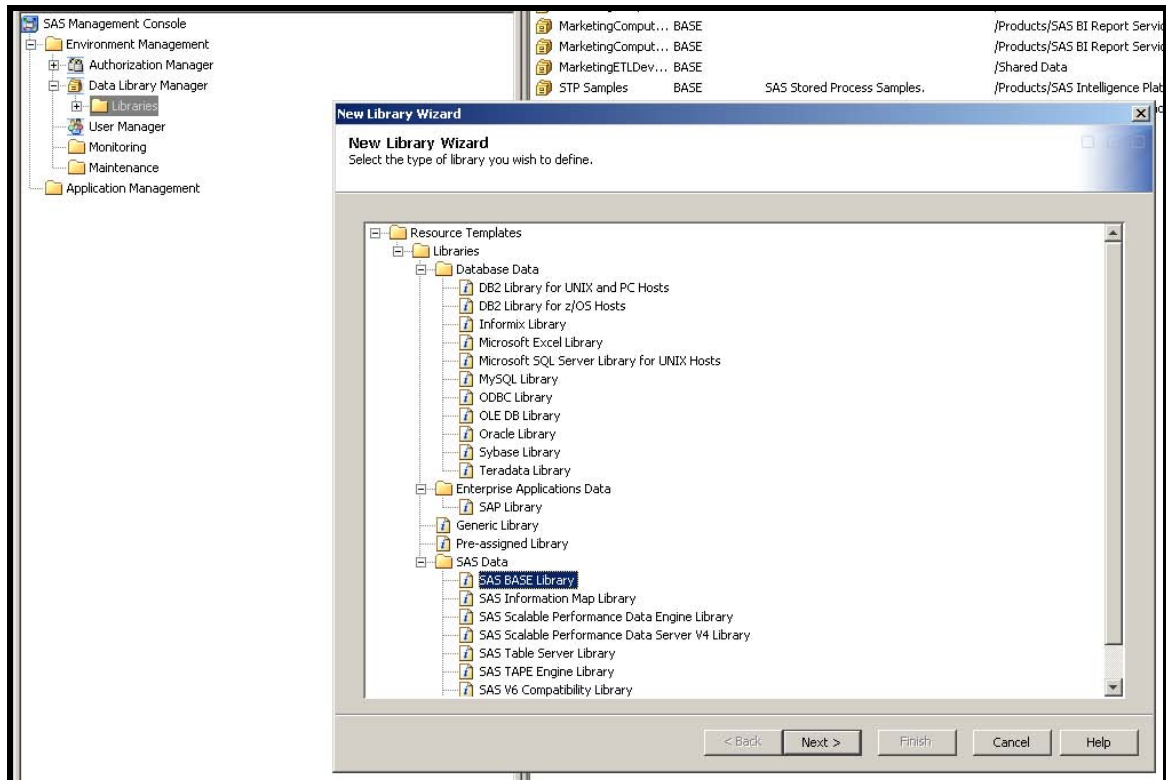 SAS Management Console
Environment Management
Authorization Manager
Data Library Manager
Libraries
User Manager
Monitoring
Maintenance
Application Management
MarketingComput... BASE /Products/SAS BI Report Servic
MarketingComput... BASE /Products/SAS BI Report Servic
MarketingETLDev... BASE /Shared Data
STP Samples BASE SAS Stored Process Samples. /Products/SAS Intelligence Plat
New Library Wizard
New Library Wizard
Select the type of library you wish to define.
Resource Templates
Libraries
Database Data
DB2 Library for UNIX and PC Hosts
DB2 Library for z/OS Hosts
Informix Library
Microsoft Excel Library
Microsoft SQL Server Library for UNIX Hosts
MySQL Library
ODBC Library
OLE DB Library
Oracle Library
Sybase Library
Teradata Library
Enterprise Applications Data
SAP Library
Generic Library
Pre-assigned Library
SAS Data
SAS BASE Library
SAS Information Map Library
SAS Scalable Performance Data Engine Library
SAS Scalable Performance Data Server V4 Library
SAS Table Server Library
SAS TAPE Engine Library
SAS V6 Compatibility Library
< Back Next > Finish Cancel Help